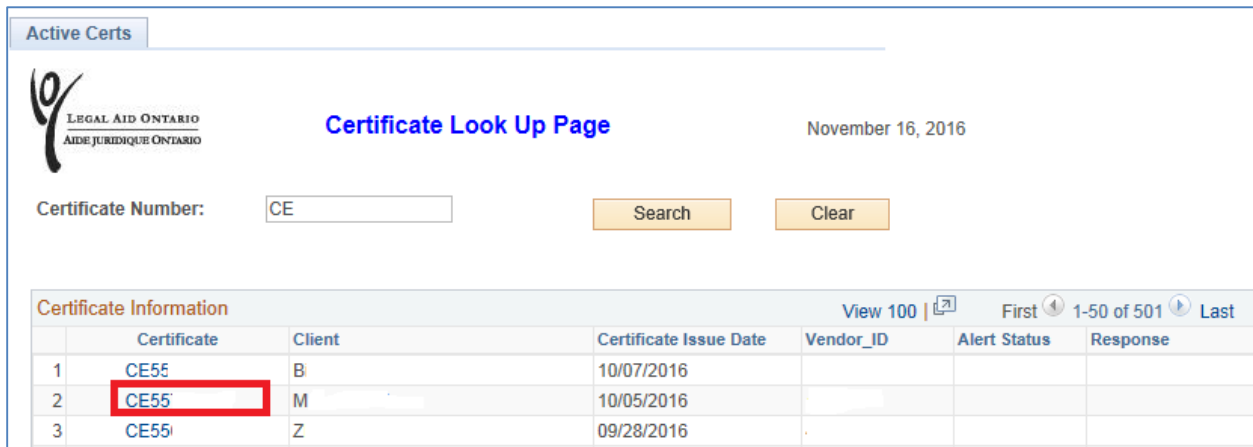 Active Certs
LEGAL AID ONTARIO
AIDE JURIDIQUE ONTARIO
Certificate Look Up Page
November 16, 2016
Certificate Number:
CE
Search
Clear
Certificate Information
View 100 |
First 1-50 of 501 Last
Certificate Client Certificate Issue Date Vendor_ID Alert Status Response
1 CE55 B 10/07/2016
2 CE55 M 10/05/2016
3 CE55 Z 09/28/2016